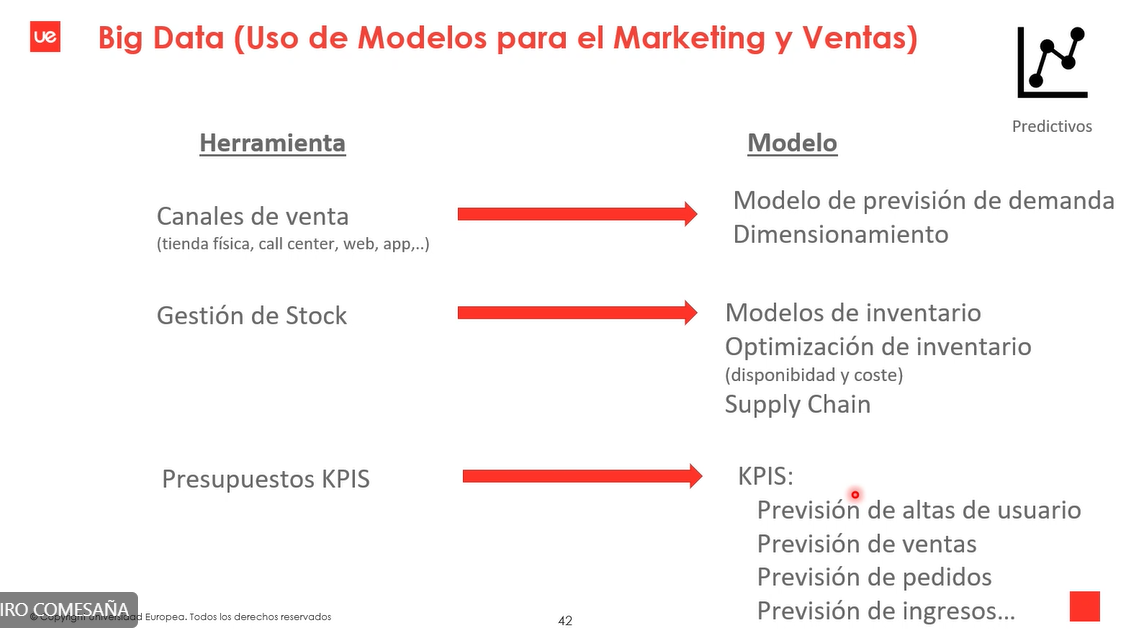 ue
Big Data (Uso de Modelos para el Marketing y Ventas)
Predictivos
Herramienta
Modelo
Canales de venta
(tienda física, call center, web, app,..)
Modelo de previsión de demanda
Dimensionamiento
Gestión de Stock
Modelos de inventario
Optimización de inventario
(disponibidad y coste)
Supply Chain
Presupuestos KPIS
KPIS:
Previsión de altas de usuario
Previsión de ventas
Previsión de pedidos
Previsión de ingresos...
IRO COMESAÑA
© Copyright Universidad Europea. Todos los derechos reservados
42